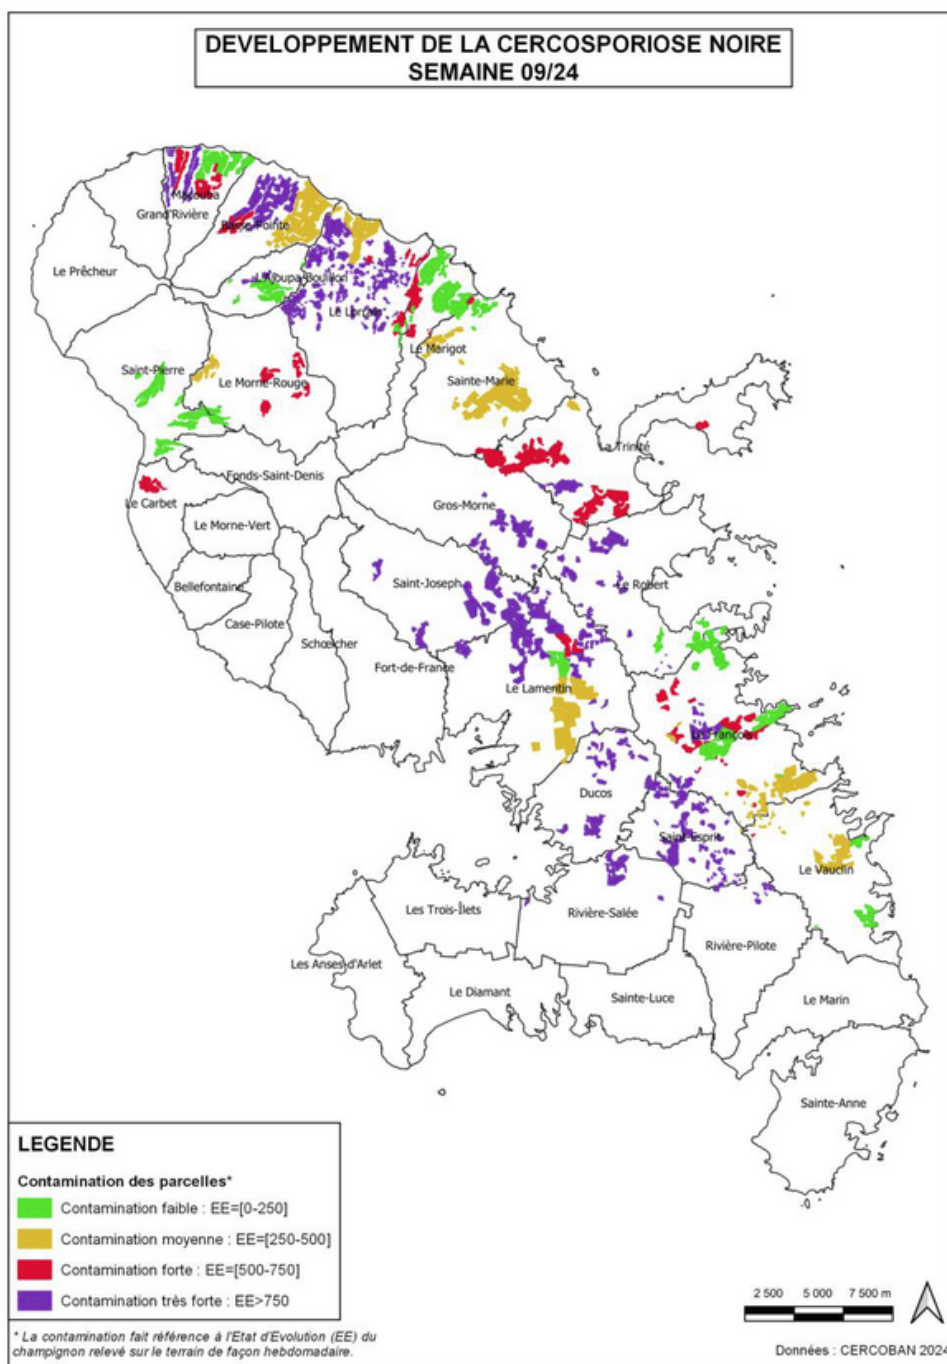 DEVELOPPEMENT DE LA CERCOSPORIOSE NOIRE
SEMAINE 09/24
Macouba
Grand'Rivière
Basse-Pointe
Le Prêcheur
L'Ajoupa-Bouillon
Le Lorrain
Le Marigot
Saint-Pierre
Le Morne-Rouge
Sainte-Marie
La Trinité
Fonds-Saint-Denis
Le Carbet
Gros-Morne
Le Morne-Vert
Bellefontaine
Saint-Joseph
Le Robert
Case-Pilote
Schœlcher
Fort-de-France
Le Lamentin
Le François
Ducos
Saint-Esprit
Le Vauclin
Les Trois-Îlets
Rivière-Salée
Rivière-Pilote
Les Anses-d'Arlet
Le Diamant
Sainte-Luce
Le Marin
Sainte-Anne
LEGENDE
Contamination des parcelles*
Contamination faible : EE=[0-250]
Contamination moyenne : EE=[250-500]
Contamination forte : EE=[500-750]
Contamination très forte : EE>750
2 500 5 000 7 500 m
* La contamination fait référence à l'Etat d'Evolution (EE) du
champignon relevé sur le terrain de façon hebdomadaire.
Données : CERCOBAN 2024